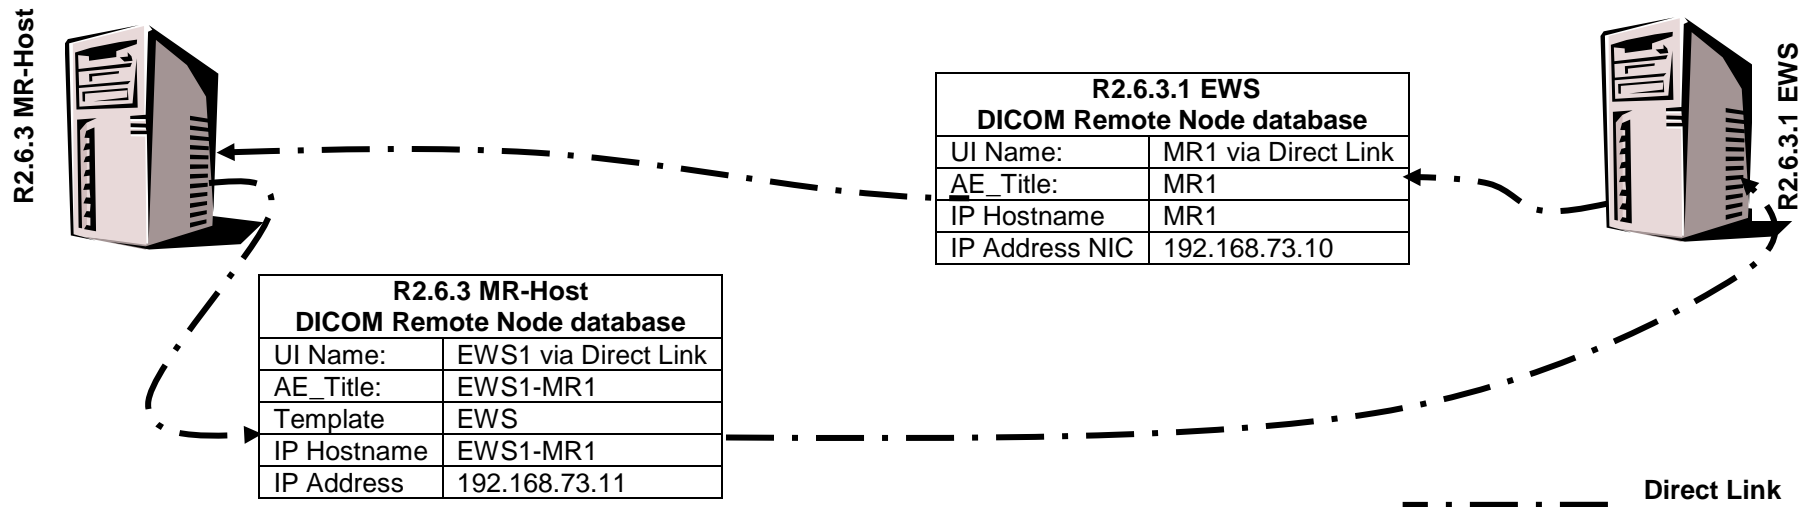 R2.6.3 MR-Host
R2.6.3.1 EWS
DICOM Remote Node database
UI Name: MR1 via Direct Link
AE_Title: MR1
IP Hostname MR1
IP Address NIC 192.168.73.10
R2.6.3.1 EWS
R2.6.3 MR-Host
DICOM Remote Node database
UI Name: EWS1 via Direct Link
AE_Title: EWS1-MR1
Template EWS
IP Hostname EWS1-MR1
IP Address 192.168.73.11
Direct Link